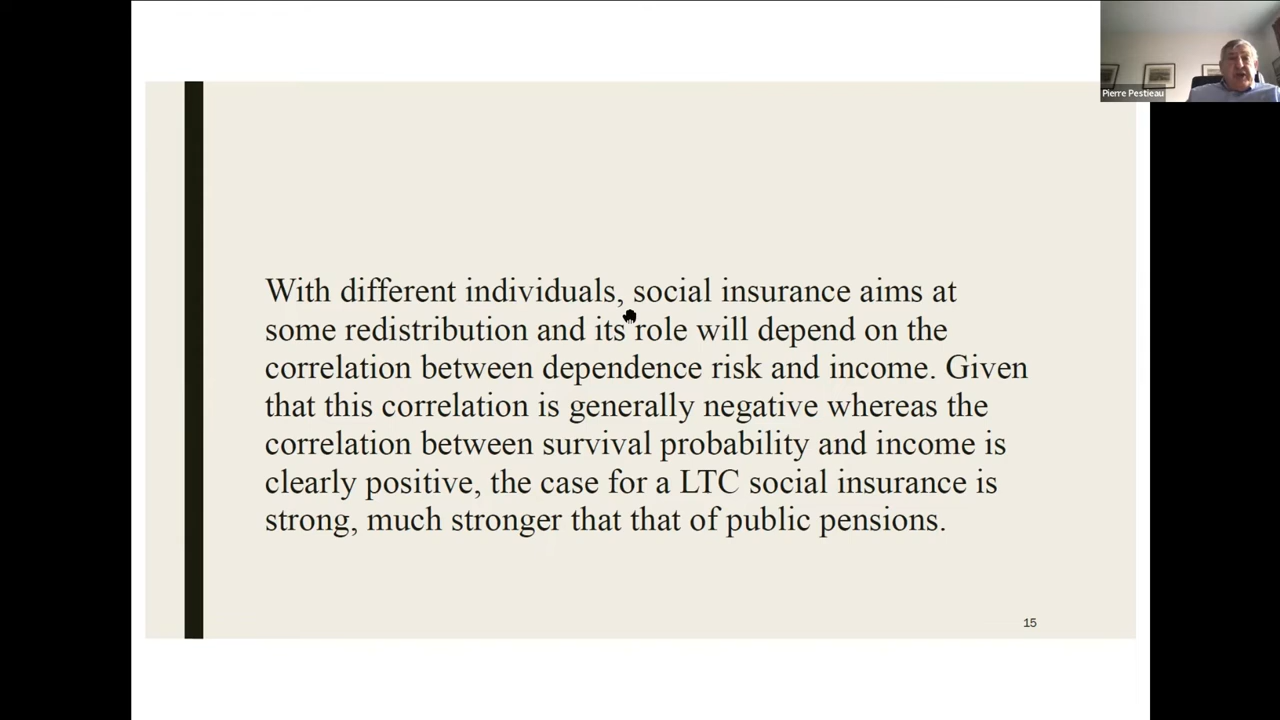 Pierre Pestieau
With different individuals, social insurance aims at
some redistribution and its role will depend on the
correlation between dependence risk and income. Given
that this correlation is generally negative whereas the
correlation between survival probability and income is
clearly positive, the case for a LTC social insurance is
strong, much stronger that that of public pensions.
15